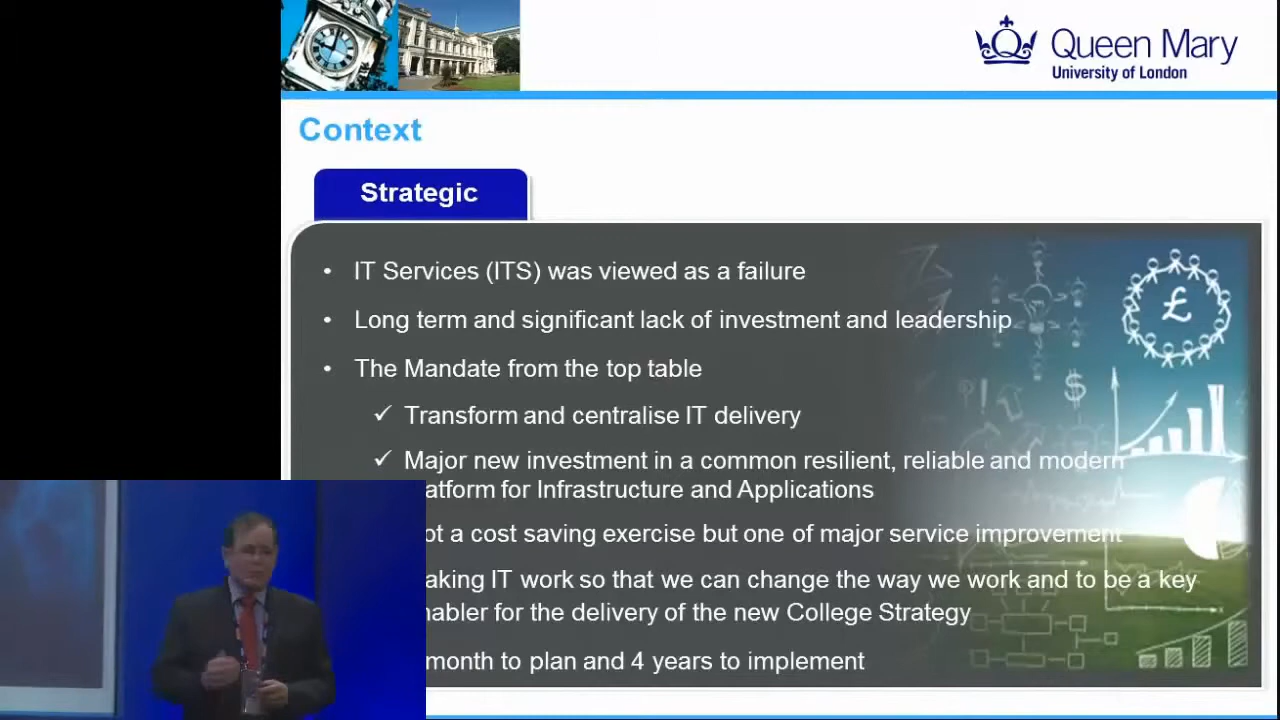 Queen Mary
University of London
Context
Strategic
• IT Services (ITS) was viewed as a failure
• Long term and significant lack of investment and leadership
• The Mandate from the top table
✓ Transform and centralise IT delivery
✓ Major new investment in a common resilient, reliable and modern
for Infrastructure and Applications
a cost saving exercise but one of major service improvement
IT work so that we can change the way we work and to be a key
for the delivery of the new College Strategy
month to plan and 4 years to implement
£
$